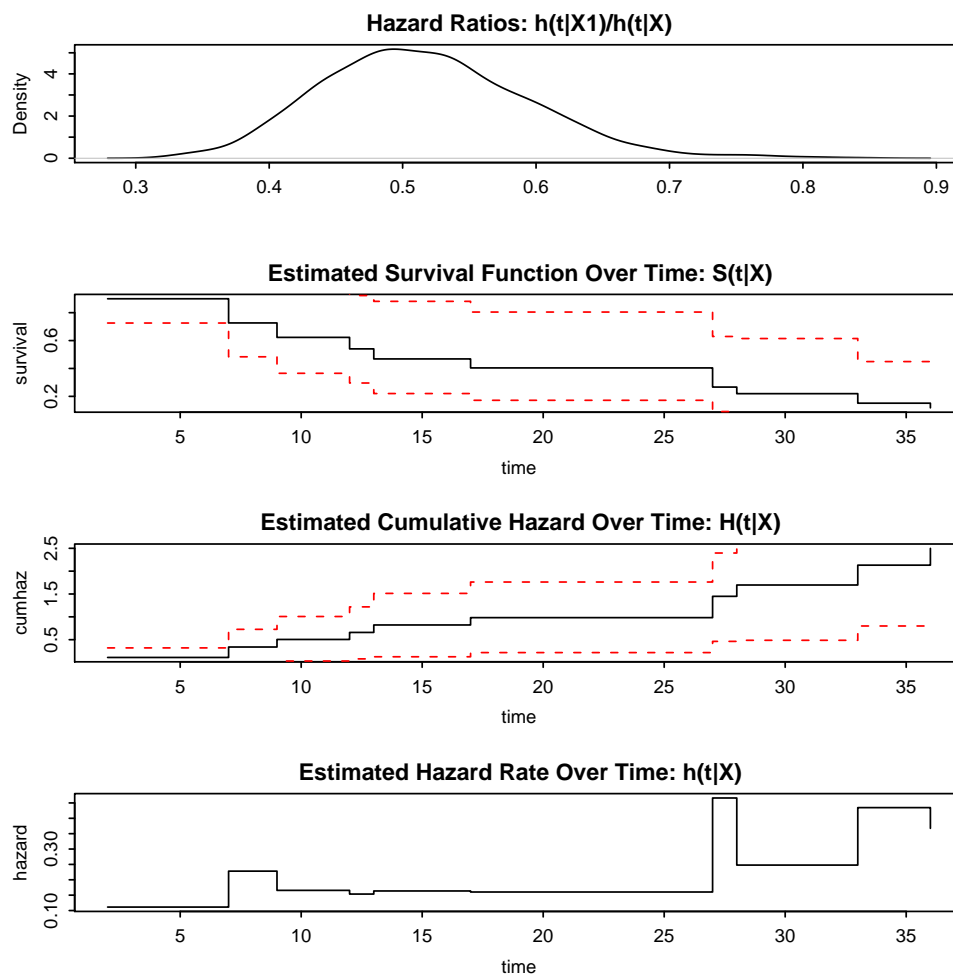 Hazard Ratios: h(t|X1)/h(t|X)
Density
0 2 4
0.3 0.4 0.5 0.6 0.7 0.8 0.9
Estimated Survival Function Over Time: S(t|X)
survival
0.2 0.6
5 10 15 20 25 30 35
time
Estimated Cumulative Hazard Over Time: H(t|X)
cumhaz
0.5 1.5 2.5
5 10 15 20 25 30 35
time
Estimated Hazard Rate Over Time: h(t|X)
hazard
0.10 0.30
5 10 15 20 25 30 35
time